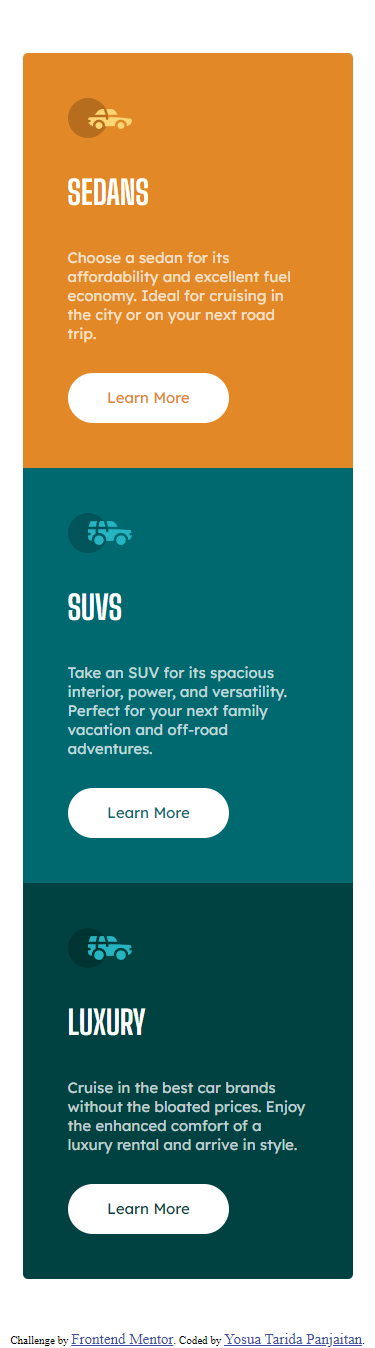 SEDANS
Choose a sedan for its
affordability and excellent fuel
economy. Ideal for cruising in
the city or on your next road
trip.
Learn More
SUVS
Take an SUV for its spacious
interior, power, and versatility.
Perfect for your next family
vacation and off-road
adventures.
Learn More
LUXURY
Cruise in the best car brands
without the bloated prices. Enjoy
the enhanced comfort of a
luxury rental and arrive in style.
Learn More
Challenge by Frontend Mentor. Coded by Yosua Tarida Panjaitan.